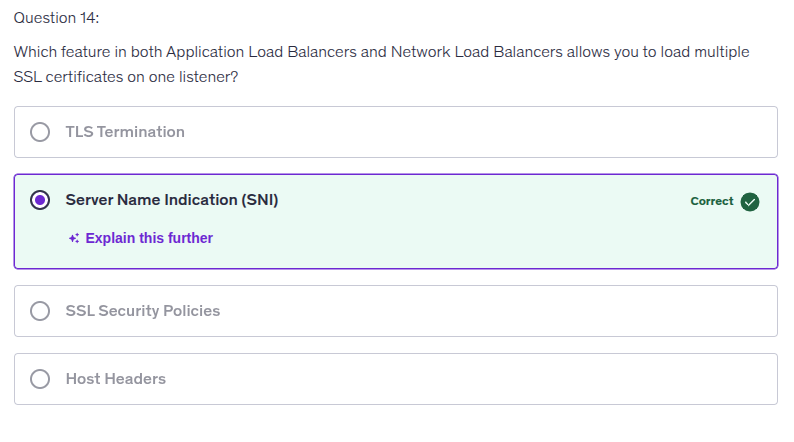 Question 14:
Which feature in both Application Load Balancers and Network Load Balancers allows you to load multiple
SSL certificates on one listener?
TLS Termination
Server Name Indication (SNI)
Correct
Explain this further
SSL Security Policies
Host Headers